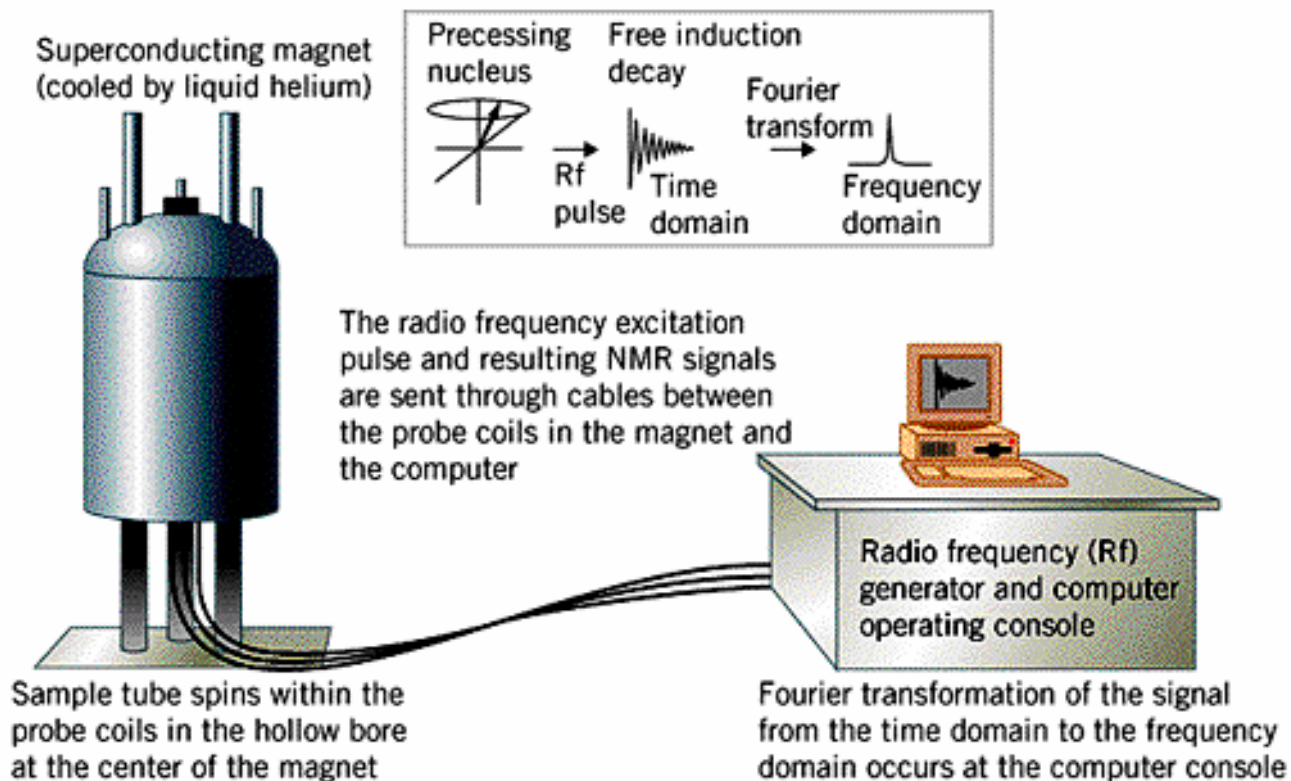 Superconducting magnet
(cooled by liquid helium)
Precessing
nucleus
Rf
pulse
Free induction
decay
Time
domain
Fourier
transform
Frequency
domain
The radio frequency excitation
pulse and resulting NMR signals
are sent through cables between
the probe coils in the magnet and
the computer
Radio frequency (Rf)
generator and computer
operating console
Sample tube spins within the
probe coils in the hollow bore
at the center of the magnet
Fourier transformation of the signal
from the time domain to the frequency
domain occurs at the computer console